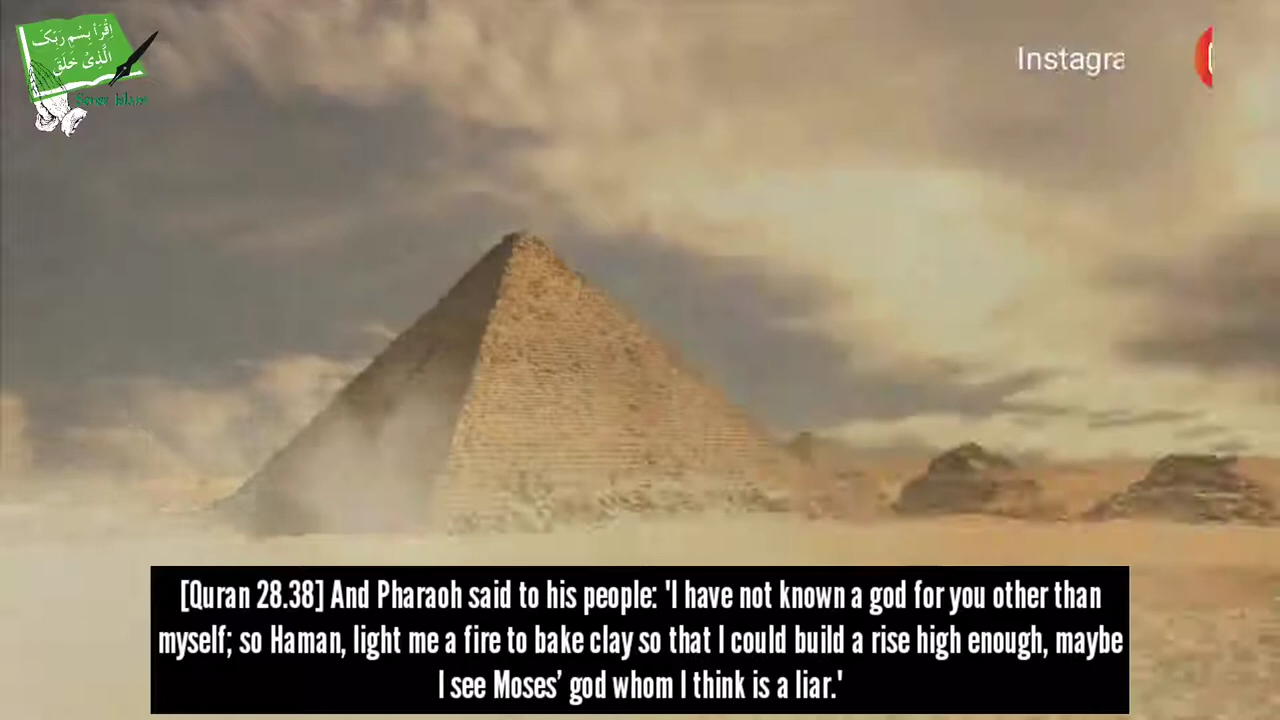 اِقْرَاْ بِسْمِ رَبِّکَ
الَّذِیْ خَلَقَ
Serve Islam
Instagra
[Quran 28.38] And Pharaoh said to his people: 'I have not known a god for you other than
myself; so Haman, light me a fire to bake clay so that I could build a rise high enough, maybe
I see Moses’ god whom I think is a liar.'